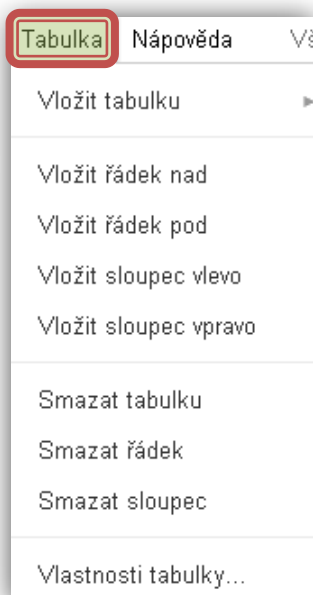 Tabulka Nápověda Vš
Vložit tabulku
Vložit řádek nad
Vložit řádek pod
Vložit sloupec vlevo
Vložit sloupec vpravo
Smazat tabulku
Smazat řádek
Smazat sloupec
Vlastnosti tabulky...